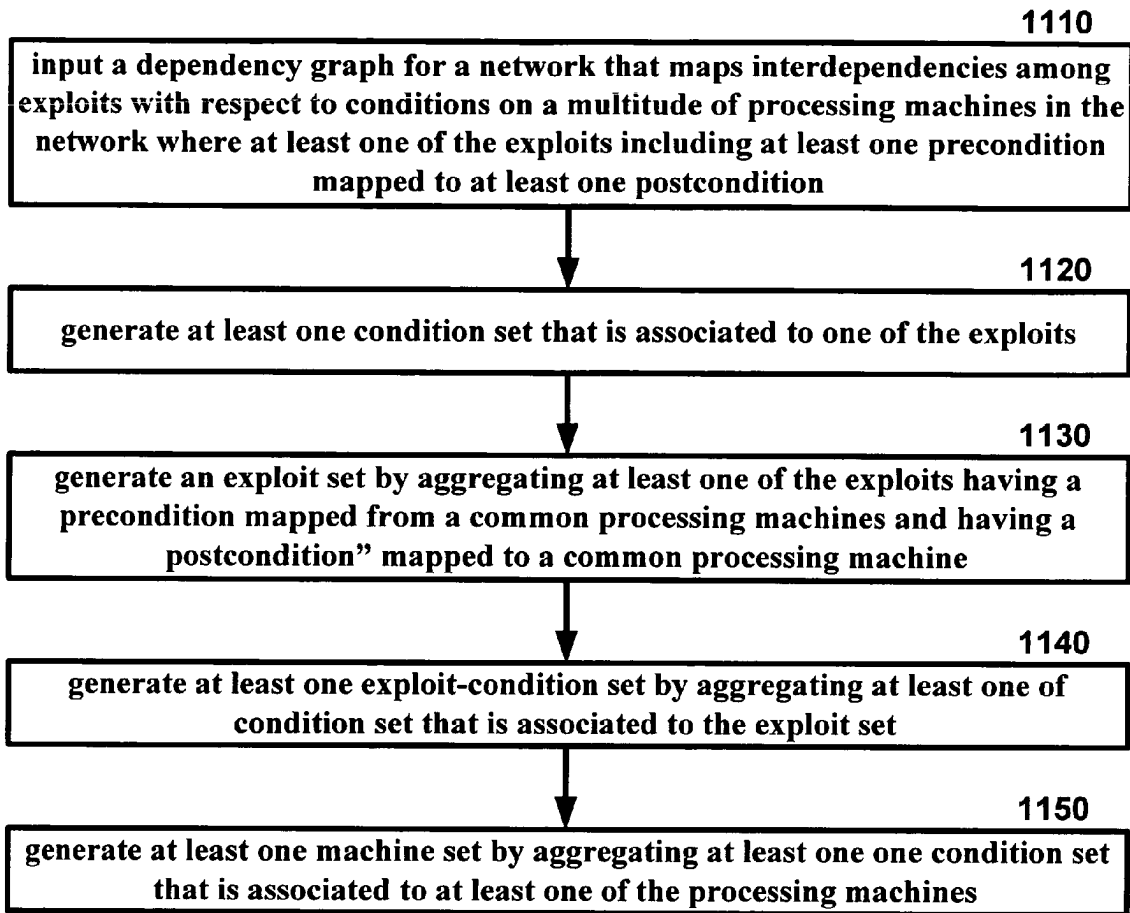 1110
input a dependency graph for a network that maps interdependencies among
exploits with respect to conditions on a multitude of processing machines in the
network where at least one of the exploits including at least one precondition
mapped to at least one postcondition
1120
generate at least one condition set that is associated to one of the exploits
1130
generate an exploit set by aggregating at least one of the exploits having a
precondition mapped from a common processing machines and having a
postcondition” mapped to a common processing machine
1140
generate at least one exploit-condition set by aggregating at least one of
condition set that is associated to the exploit set
1150
generate at least one machine set by aggregating at least one one condition set
that is associated to at least one of the processing machines